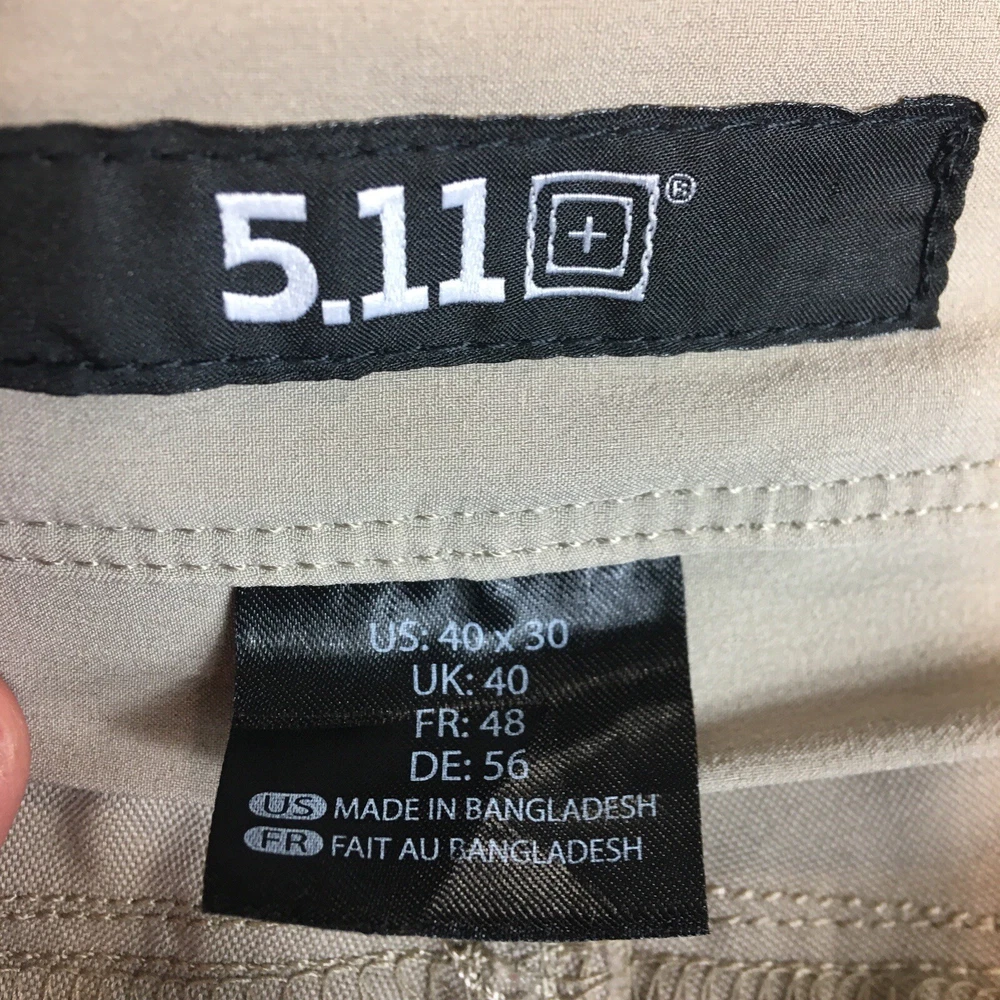 5.11®
US: 40 x 30
UK: 40
FR: 48
DE: 56
US MADE IN BANGLADESH
FR FAIT AU BANGLADESH